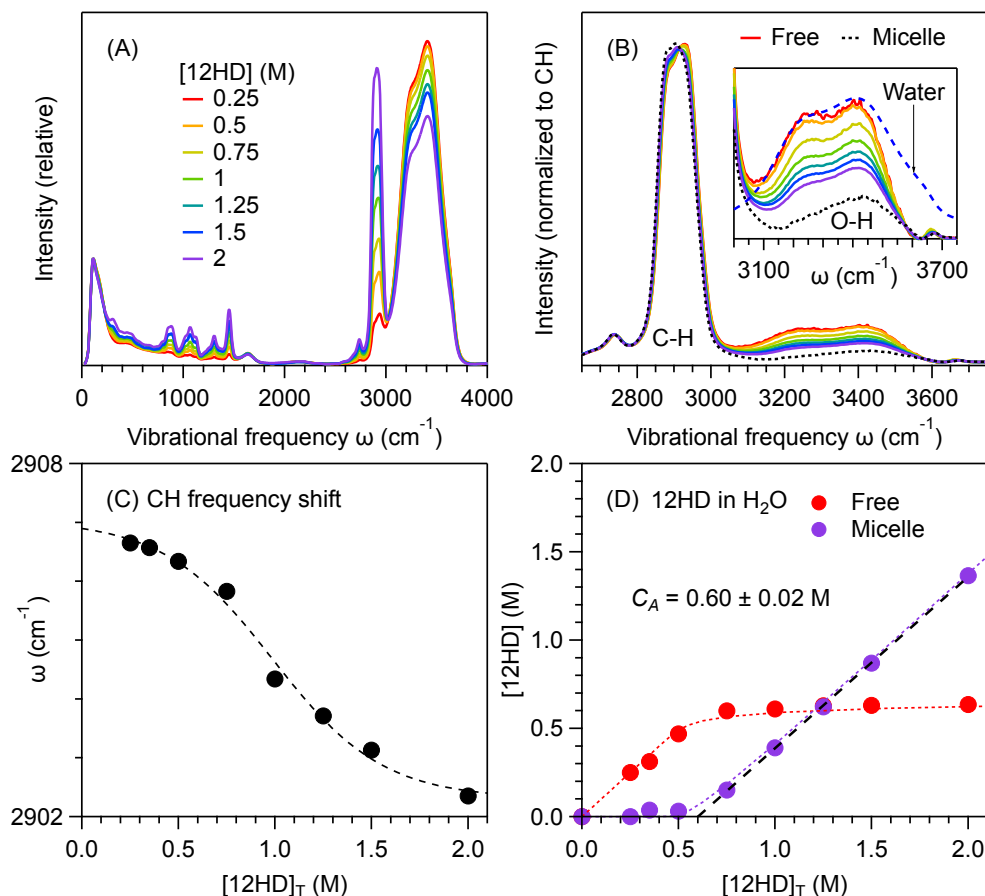 (A)
[12HD] (M)
0.25
0.5
0.75
1
1.25
1.5
2
Intensity (relative)
0 1000 2000 3000 4000
Vibrational frequency ω (cm⁻¹)
(B)
Free Micelle
Water
O-H
3100 3700
ω (cm⁻¹)
C-H
Intensity (normalized to CH)
2800 3000 3200 3400 3600
Vibrational frequency ω (cm⁻¹)
(C) CH frequency shift
2908
2902
ω (cm⁻¹)
0.0 0.5 1.0 1.5 2.0
[12HD]T (M)
(D) 12HD in H₂O
Free
Micelle
C_A = 0.60 ± 0.02 M
2.0
1.5
1.0
0.5
0.0
[12HD] (M)
0.0 0.5 1.0 1.5 2.0
[12HD]T (M)